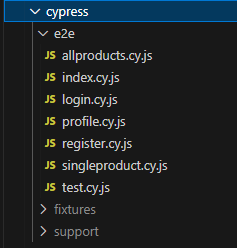 cypress
e2e
JS allproducts.cy.js
JS index.cy.js
JS login.cy.js
JS profile.cy.js
JS register.cy.js
JS singleproduct.cy.js
JS test.cy.js
fixtures
support